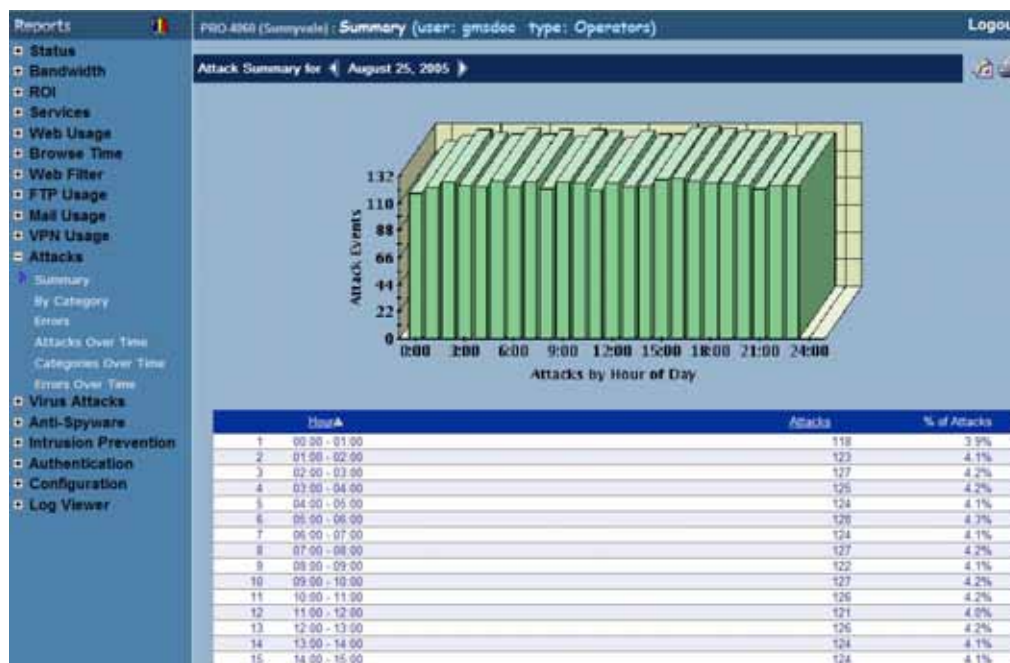 Reports
Status
Bandwidth
ROI
Services
Web Usage
Browse Time
Web Filter
FTP Usage
Mail Usage
VPN Usage
Attacks
Summary
By Category
Errors
Attacks Over Time
Categories Over Time
Errors Over Time
Virus Attacks
Anti-Spyware
Intrusion Prevention
Authentication
Configuration
Log Viewer
PRO 4060 (Sunnyvale) : Summary (user: gmsdoc type: Operators)
Logou
Attack Summary for August 25, 2005
Attack Events
132
110
88
66
44
22
0
0:00 3:00 6:00 9:00 12:00 15:00 18:00 21:00 24:00
Attacks by Hour of Day
Hour Attacks % of Attacks
1 00:00 - 01:00 118 3.9%
2 01:00 - 02:00 123 4.1%
3 02:00 - 03:00 127 4.2%
4 03:00 - 04:00 125 4.2%
5 04:00 - 05:00 124 4.1%
6 05:00 - 06:00 128 4.3%
7 06:00 - 07:00 124 4.1%
8 07:00 - 08:00 127 4.2%
9 08:00 - 09:00 122 4.1%
10 09:00 - 10:00 127 4.2%
11 10:00 - 11:00 126 4.2%
12 11:00 - 12:00 121 4.0%
13 12:00 - 13:00 126 4.2%
14 13:00 - 14:00 124 4.1%
15 14:00 - 15:00 124 4.1%